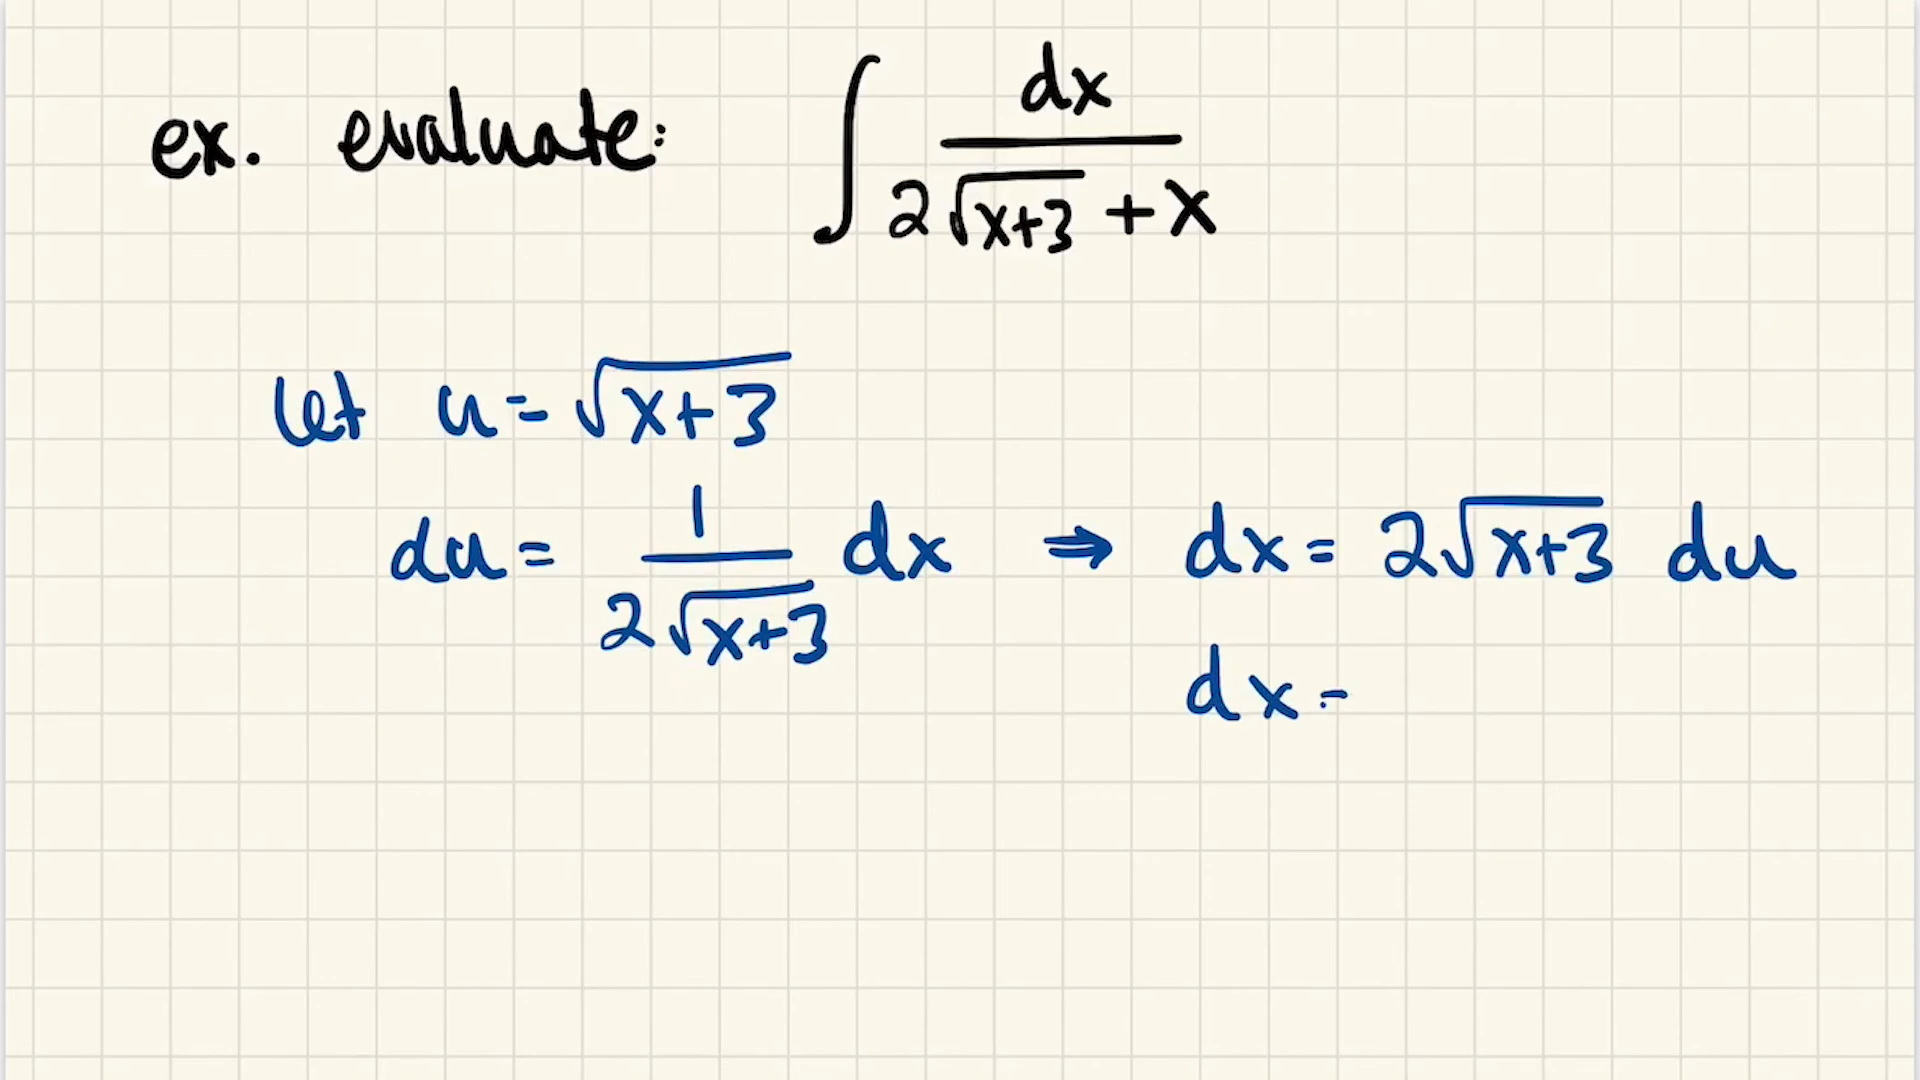 ex. evaluate: ∫ dx / (2√(x+3) + x)
let u = √(x+3)
du = 1 / (2√(x+3)) dx ⇒ dx = 2√(x+3) du
dx =